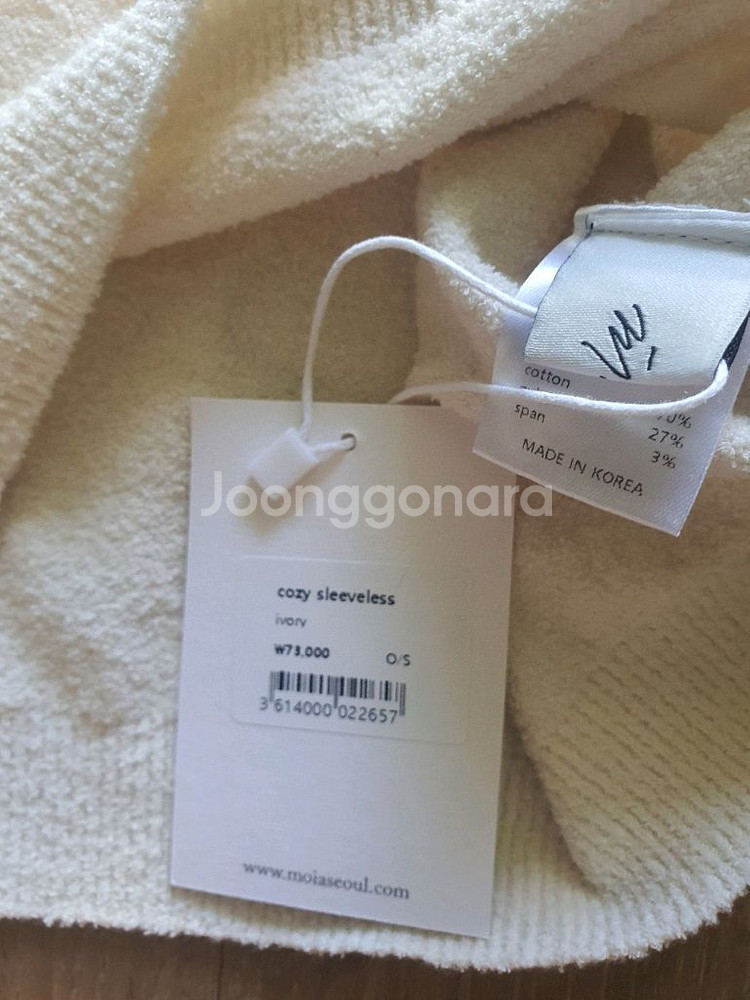 cotton
70%
span
27%
3%
MADE IN KOREA
Joonggonara
cozy sleeveless
ivory
₩73,000 O/S
3 614000 022657
www.moiaseoul.com